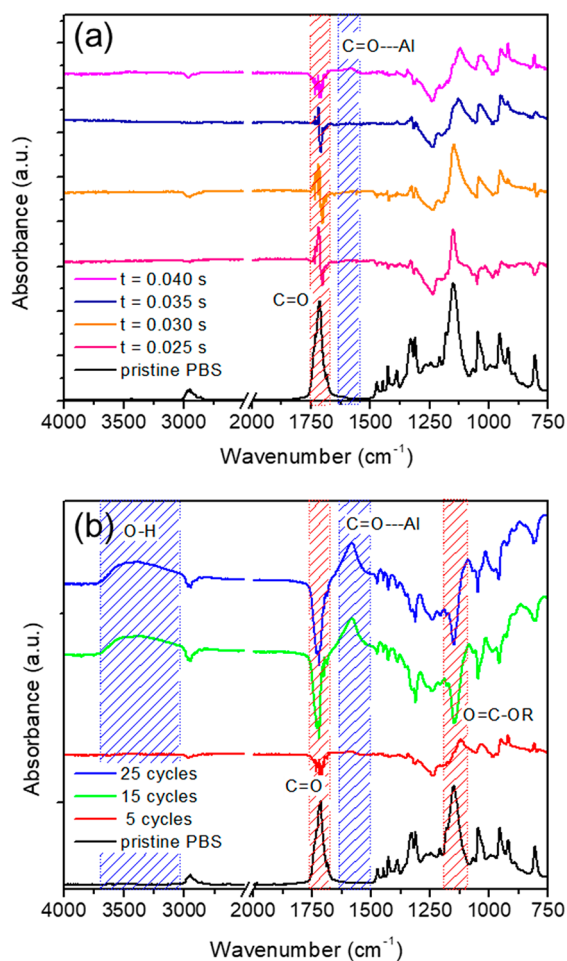 (a)
C=O---Al
Absorbance (a.u.)
C=O
t = 0.040 s
t = 0.035 s
t = 0.030 s
t = 0.025 s
pristine PBS
4000 3500 3000 2500 2000 1750 1500 1250 1000 750
Wavenumber (cm⁻¹)
(b)
O-H
C=O---Al
Absorbance (a.u.)
O=C-OR
C=O
25 cycles
15 cycles
5 cycles
pristine PBS
4000 3500 3000 2500 2000 1750 1500 1250 1000 750
Wavenumber (cm⁻¹)